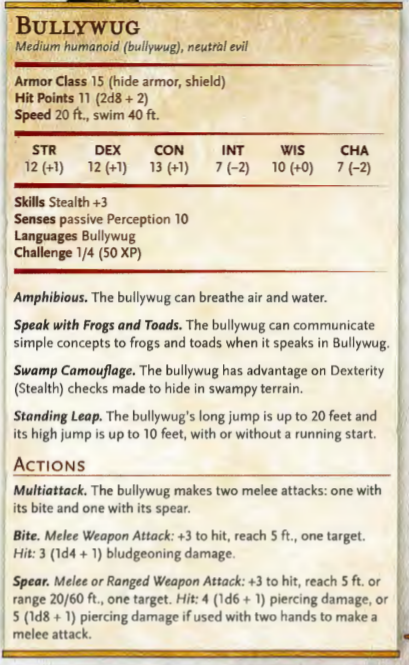 BULLYWUG
Medium humanoid (bullywug), neutral evil
Armor Class 15 (hide armor, shield)
Hit Points 11 (2d8 + 2)
Speed 20 ft., swim 40 ft.
STR DEX CON INT WIS CHA
12 (+1) 12 (+1) 13 (+1) 7 (−2) 10 (+0) 7 (−2)
Skills Stealth +3
Senses passive Perception 10
Languages Bullywug
Challenge 1/4 (50 XP)
Amphibious. The bullywug can breathe air and water.
Speak with Frogs and Toads. The bullywug can communicate
simple concepts to frogs and toads when it speaks in Bullywug.
Swamp Camouflage. The bullywug has advantage on Dexterity
(Stealth) checks made to hide in swampy terrain.
Standing Leap. The bullywug's long jump is up to 20 feet and
its high jump is up to 10 feet, with or without a running start.
ACTIONS
Multiattack. The bullywug makes two melee attacks: one with
its bite and one with its spear.
Bite. Melee Weapon Attack: +3 to hit, reach 5 ft., one target.
Hit: 3 (1d4 + 1) bludgeoning damage.
Spear. Melee or Ranged Weapon Attack: +3 to hit, reach 5 ft. or
range 20/60 ft., one target. Hit: 4 (1d6 + 1) piercing damage, or
5 (1d8 + 1) piercing damage if used with two hands to make a
melee attack.